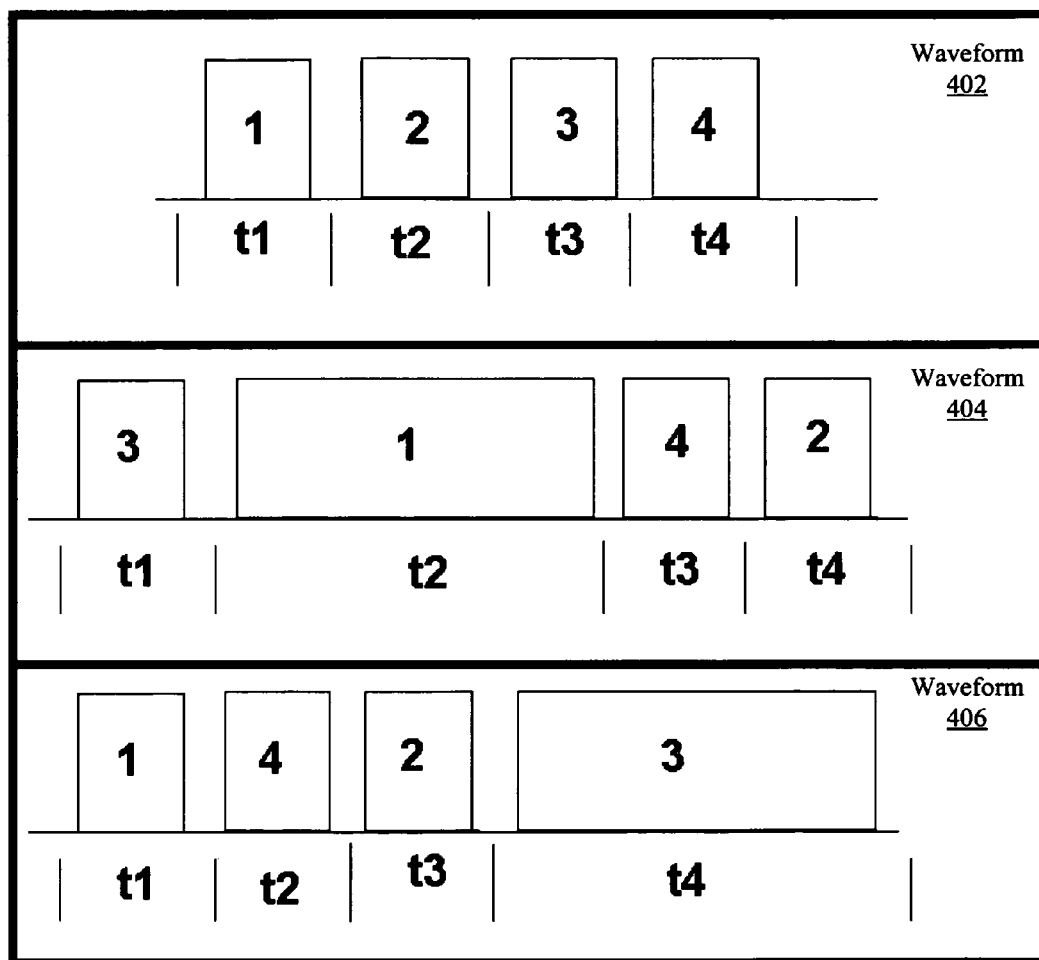 Waveform
402
1 2 3 4
t1 t2 t3 t4
Waveform
404
3 1 4 2
t1 t2 t3 t4
Waveform
406
1 4 2 3
t1 t2 t3 t4